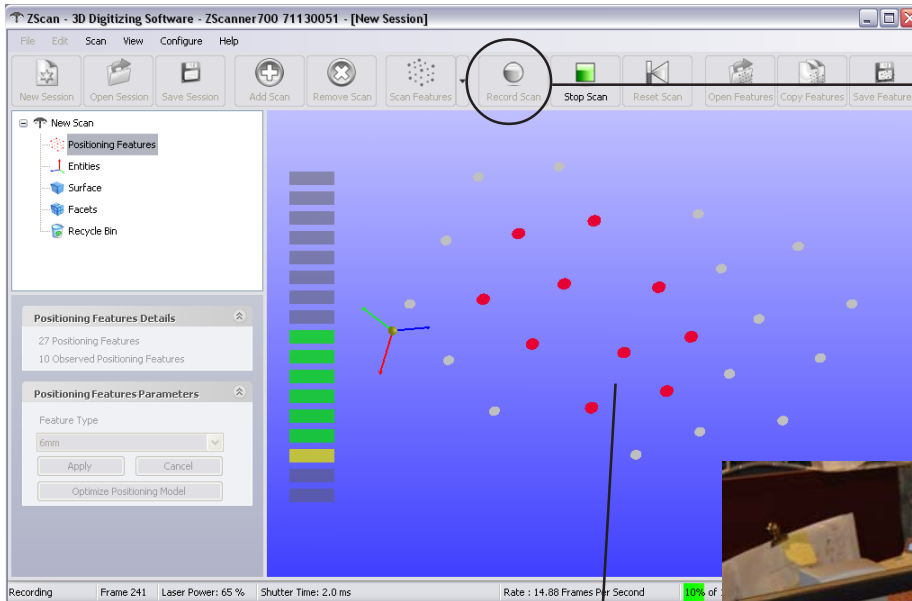 ZScan - 3D Digitizing Software - ZScanner700 71130051 - [New Session]
File Edit Scan View Configure Help
New Session Open Session Save Session Add Scan Remove Scan Scan Features Record Scan Stop Scan Reset Scan Open Features Copy Features Save Feature
New Scan
Positioning Features
Entities
Surface
Facets
Recycle Bin
Positioning Features Details
27 Positioning Features
10 Observed Positioning Features
Positioning Features Parameters
Feature Type
6mm
Apply Cancel
Optimize Positioning Model
Recording Frame 241 Laser Power: 65 % Shutter Time: 2.0 ms Rate : 14.88 Frames Per Second 10% of